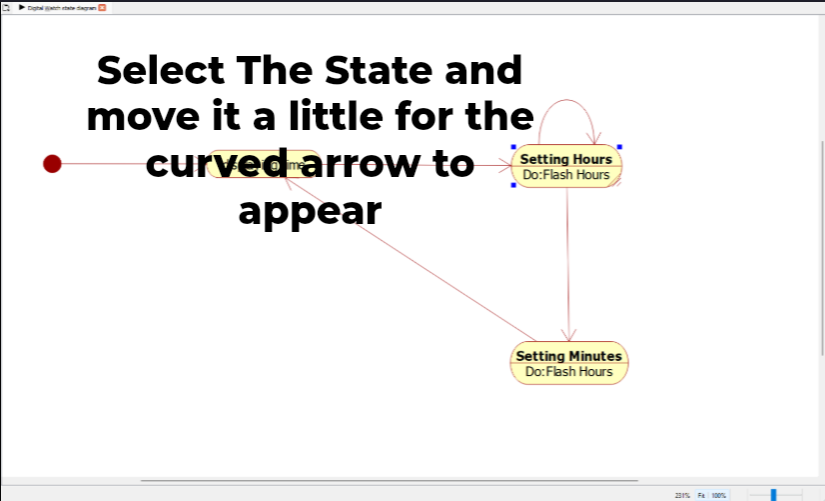 Digital Watch state diagram
Select The State and
move it a little for the
curved arrow to
appear
Setting Hours
Do:Flash Hours
Setting Minutes
Do:Flash Hours
231% Fit 100%